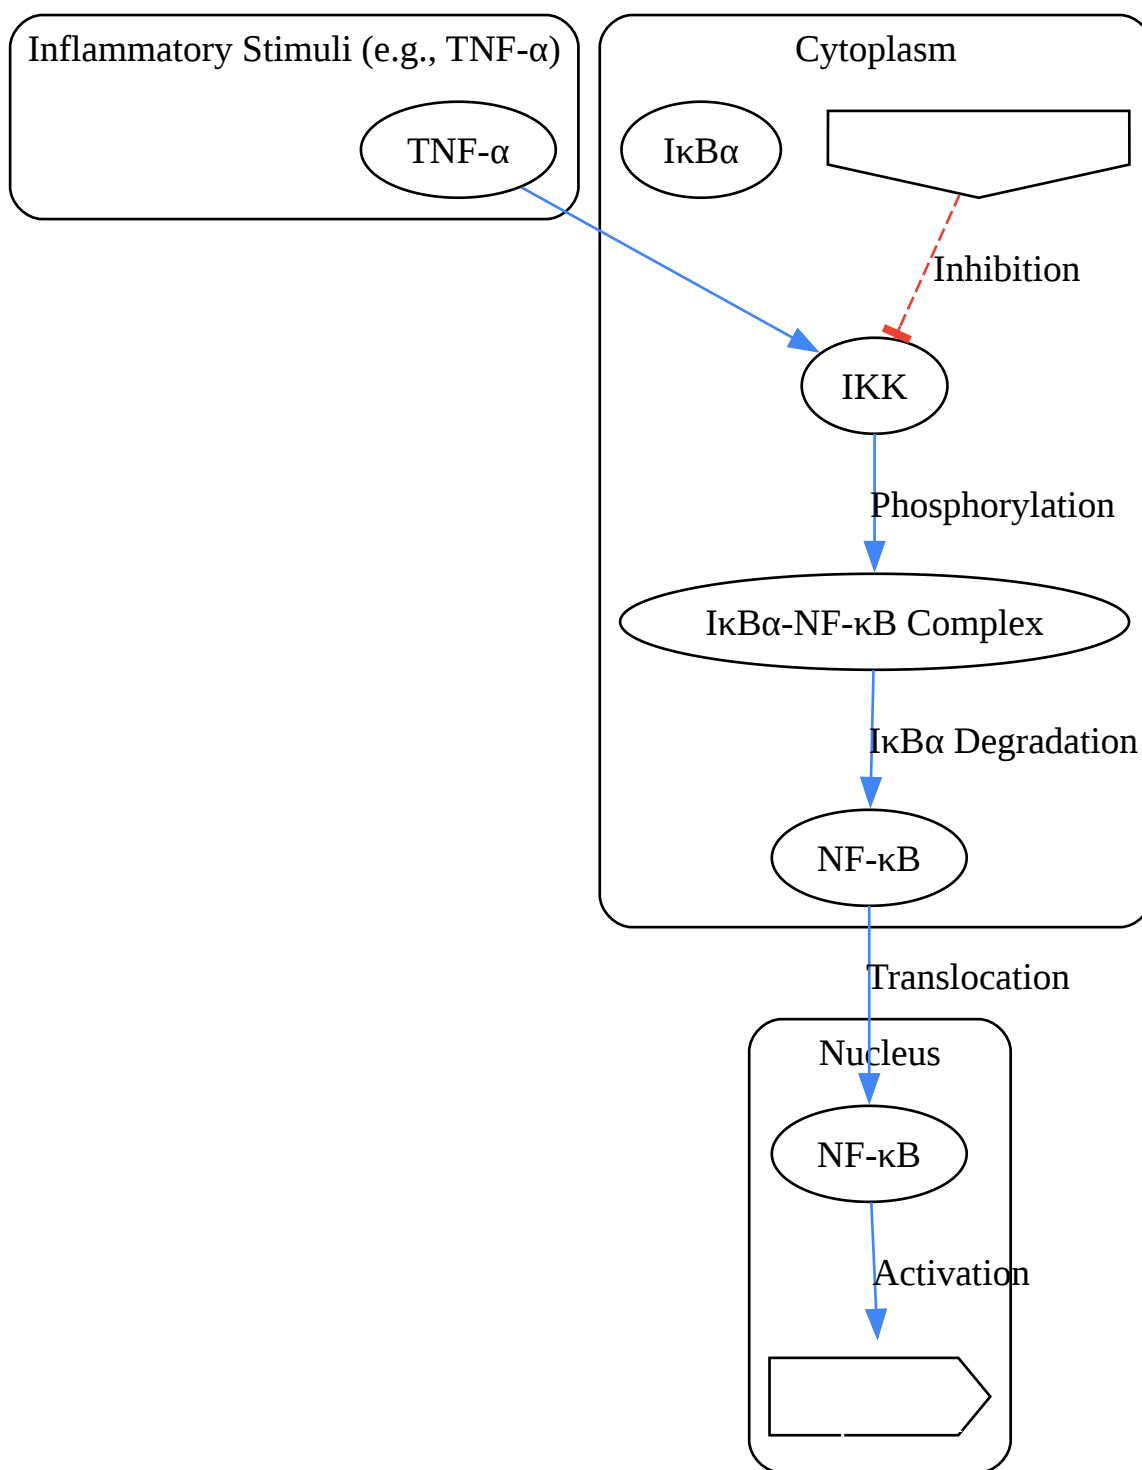 Inflammatory Stimuli (e.g., TNF-α)
Cytoplasm
TNF-α
IκBα
Inhibition
IKK
Phosphorylation
IκBα-NF-κB Complex
IκBα Degradation
NF-κB
Translocation
Nucleus
NF-κB
Activation